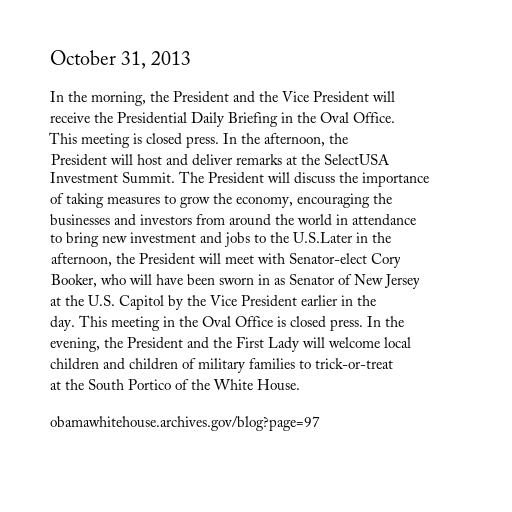 October 31, 2013
In the morning, the President and the Vice President will
receive the Presidential Daily Briefing in the Oval Office.
This meeting is closed press. In the afternoon, the
President will host and deliver remarks at the SelectUSA
Investment Summit. The President will discuss the importance
of taking measures to grow the economy, encouraging the
businesses and investors from around the world in attendance
to bring new investment and jobs to the U.S.Later in the
afternoon, the President will meet with Senator-elect Cory
Booker, who will have been sworn in as Senator of New Jersey
at the U.S. Capitol by the Vice President earlier in the
day. This meeting in the Oval Office is closed press. In the
evening, the President and the First Lady will welcome local
children and children of military families to trick-or-treat
at the South Portico of the White House.
obamawhitehouse.archives.gov/blog?page=97